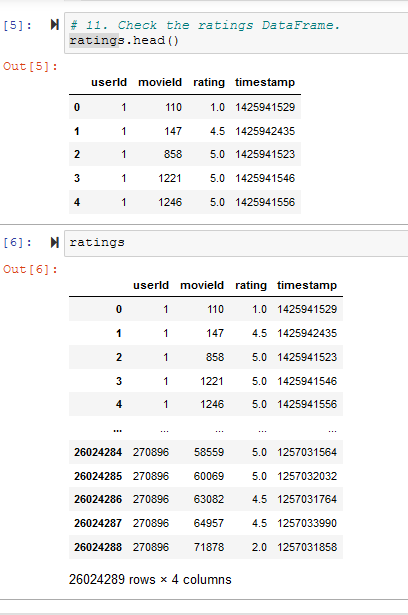 [5]: # 11. Check the ratings DataFrame.
ratings.head()
Out[5]:
userId movieId rating timestamp
0 1 110 1.0 1425941529
1 1 147 4.5 1425942435
2 1 858 5.0 1425941523
3 1 1221 5.0 1425941546
4 1 1246 5.0 1425941556
[6]: ratings
Out[6]:
userId movieId rating timestamp
0 1 110 1.0 1425941529
1 1 147 4.5 1425942435
2 1 858 5.0 1425941523
3 1 1221 5.0 1425941546
4 1 1246 5.0 1425941556
... ... ... ... ...
26024284 270896 58559 5.0 1257031564
26024285 270896 60069 5.0 1257032032
26024286 270896 63082 4.5 1257031764
26024287 270896 64957 4.5 1257033990
26024288 270896 71878 2.0 1257031858
26024289 rows × 4 columns